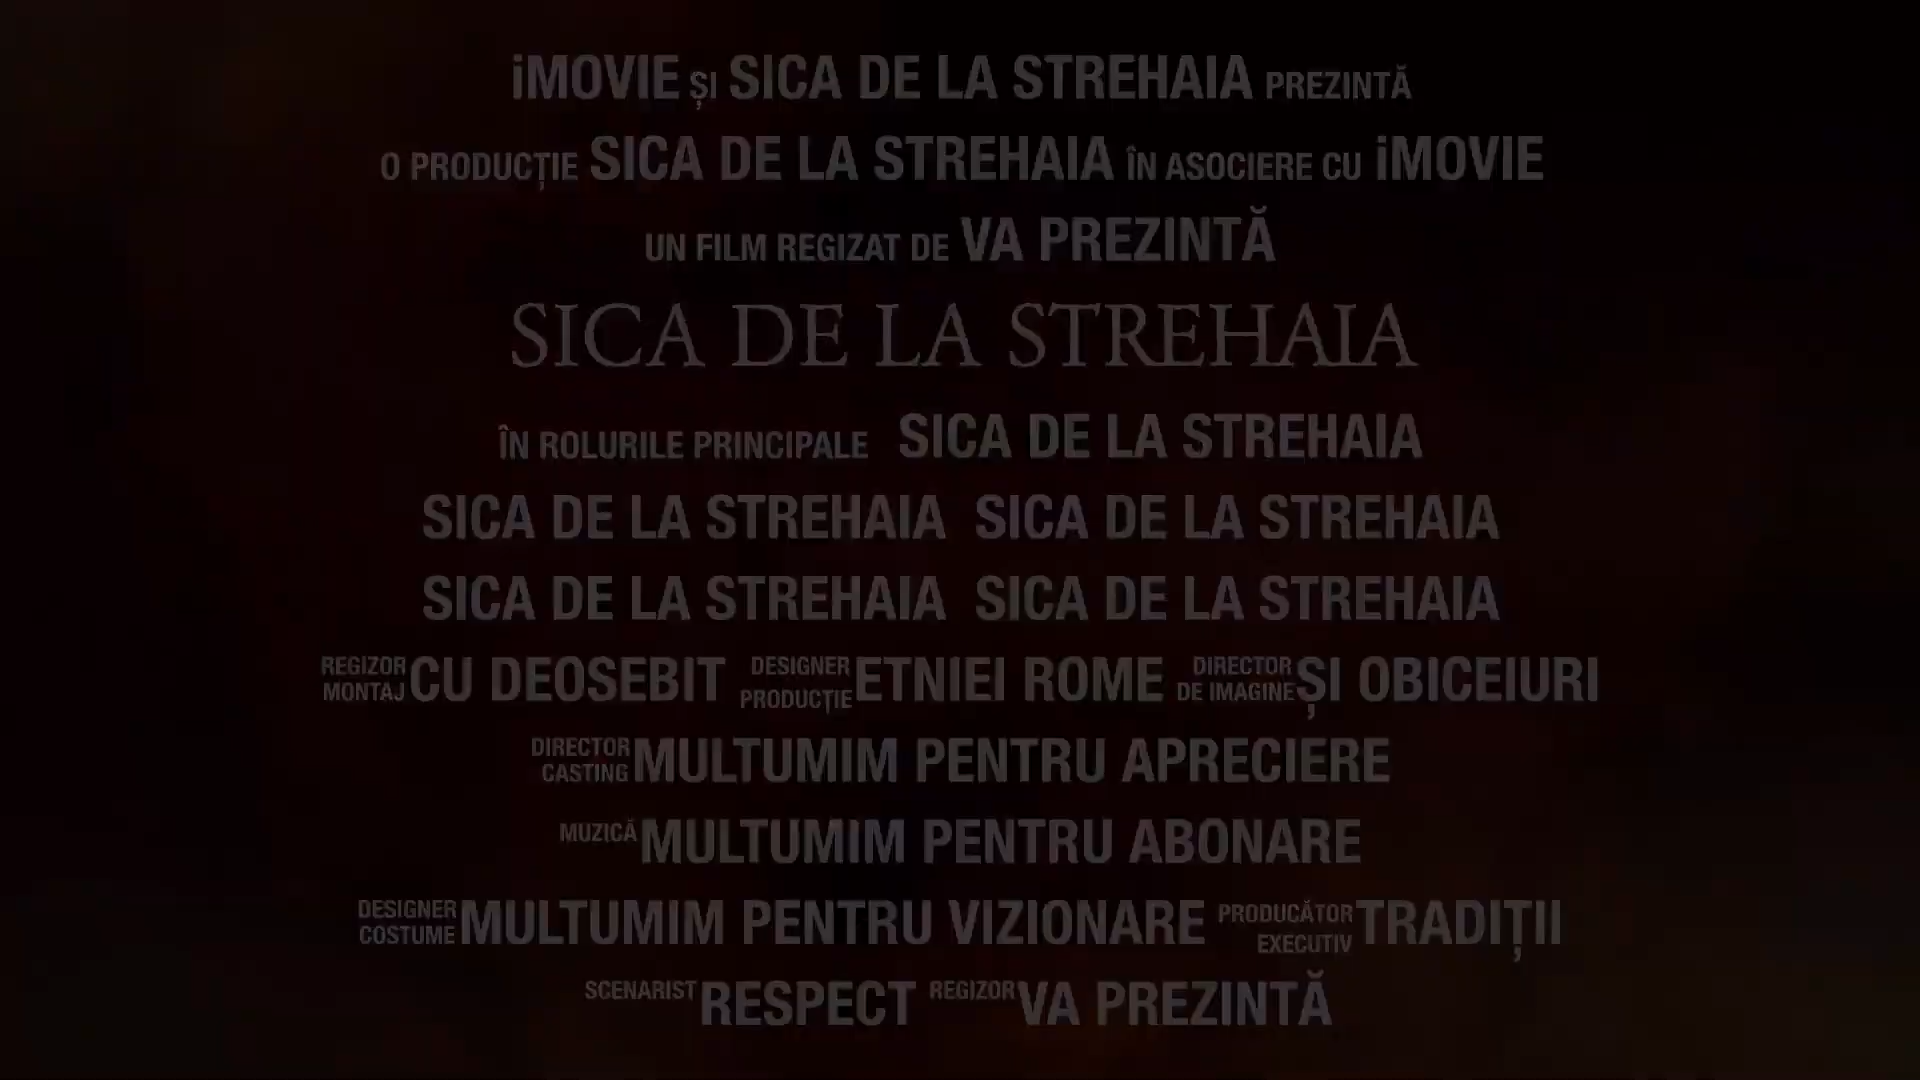 iMOVIE ȘI SICA DE LA STREHAIA PREZINTĂ
O PRODUCȚIE SICA DE LA STREHAIA ÎN ASOCIERE CU iMOVIE
UN FILM REGIZAT DE VA PREZINTĂ
SICA DE LA STREHAIA
ÎN ROLURILE PRINCIPALE SICA DE LA STREHAIA
SICA DE LA STREHAIA SICA DE LA STREHAIA
SICA DE LA STREHAIA SICA DE LA STREHAIA
REGIZOR MONTAJ CU DEOSEBIT DESIGNER PRODUCȚIE ETNIEI ROME DIRECTOR DE IMAGINE ȘI OBICEIURI
DIRECTOR CASTING MULTUMIM PENTRU APRECIERE
MUZICĂ MULTUMIM PENTRU ABONARE
DESIGNER COSTUME MULTUMIM PENTRU VIZIONARE PRODUCĂTOR EXECUTIV TRADIȚII
SCENARIST RESPECT REGIZOR VA PREZINTĂ